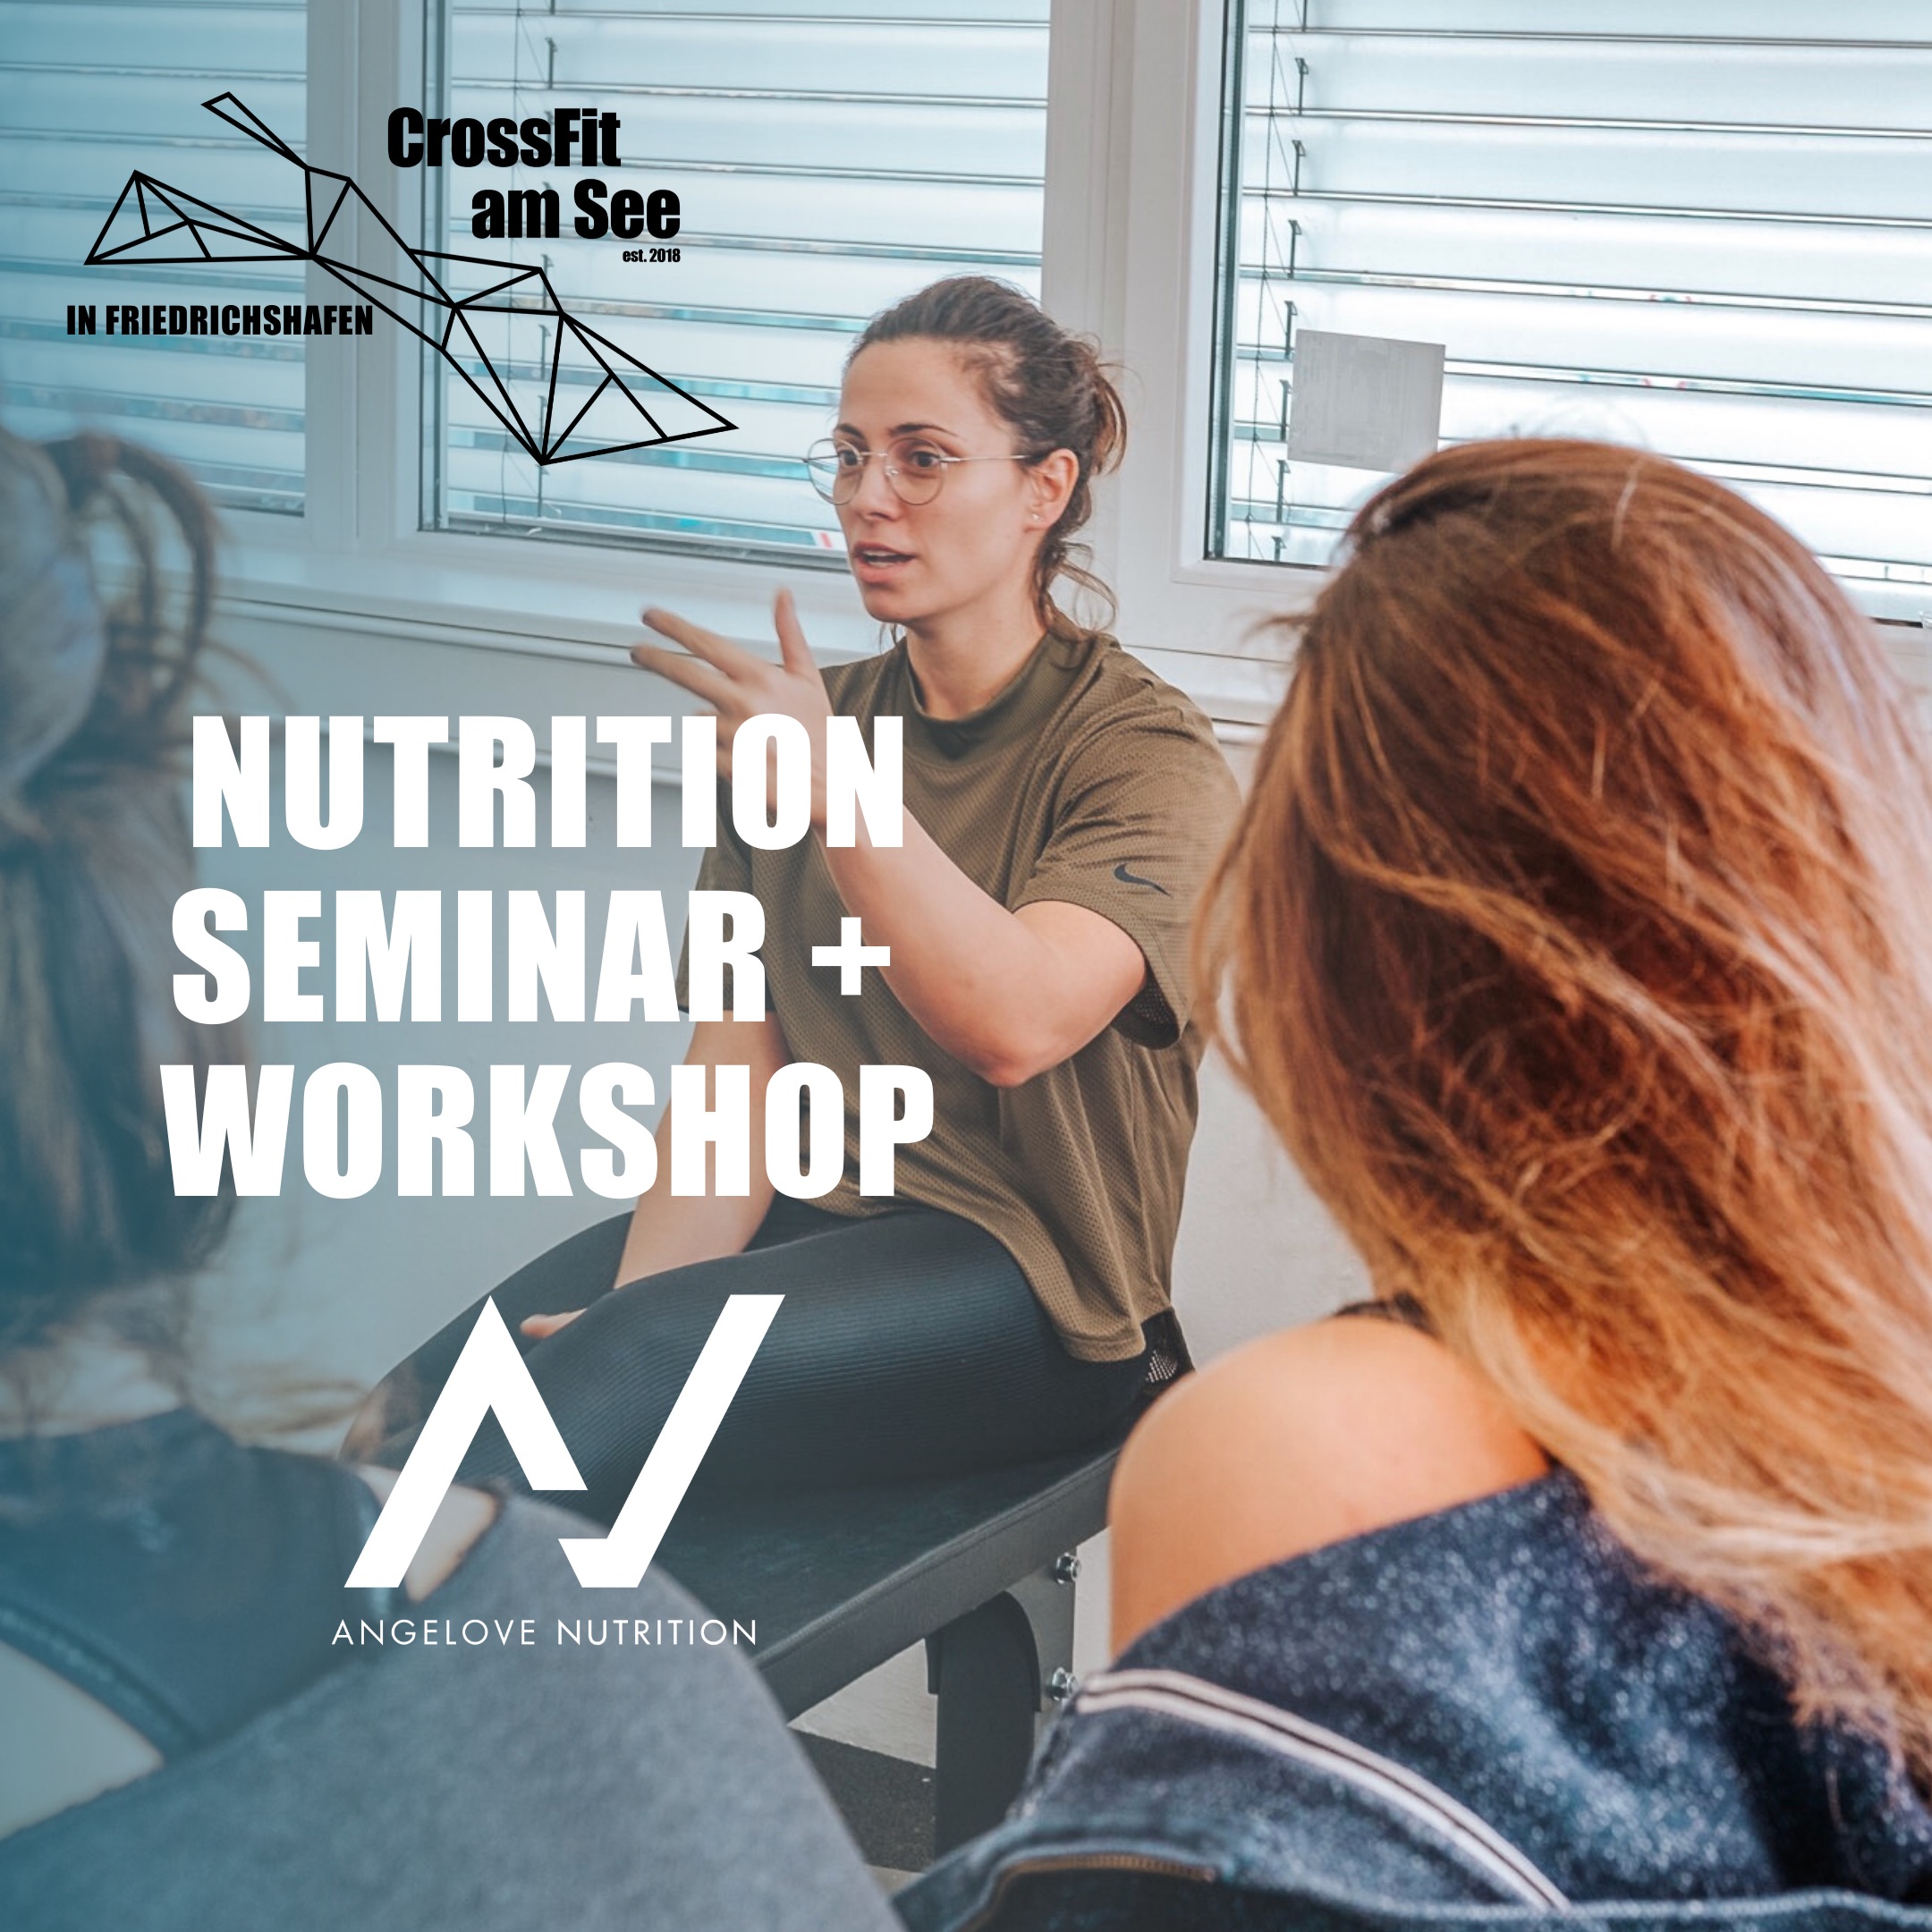 CrossFit
am See
est. 2018
IN FRIEDRICHSHAFEN
NUTRITION
SEMINAR +
WORKSHOP
ANGELOVE NUTRITION